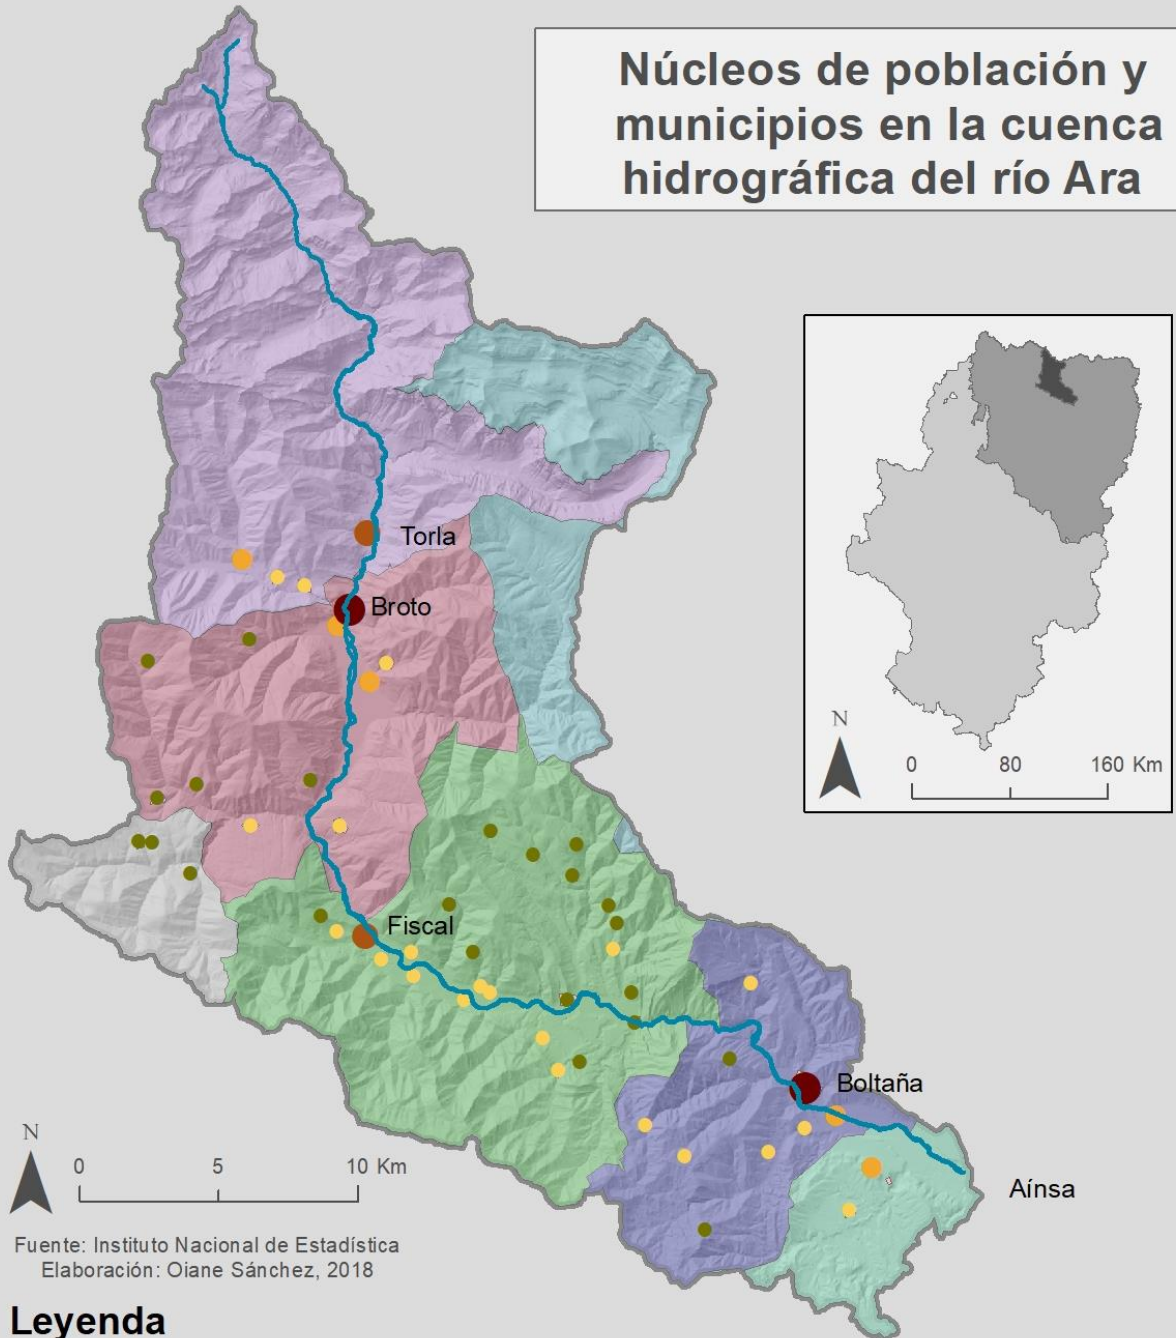 Núcleos de población y
municipios en la cuenca
hidrográfica del río Ara
N
0 80 160 Km
Torla
Broto
Fiscal
Boltaña
Aínsa
N
0 5 10 Km
Fuente: Instituto Nacional de Estadística
Elaboración: Oiane Sánchez, 2018
Leyenda